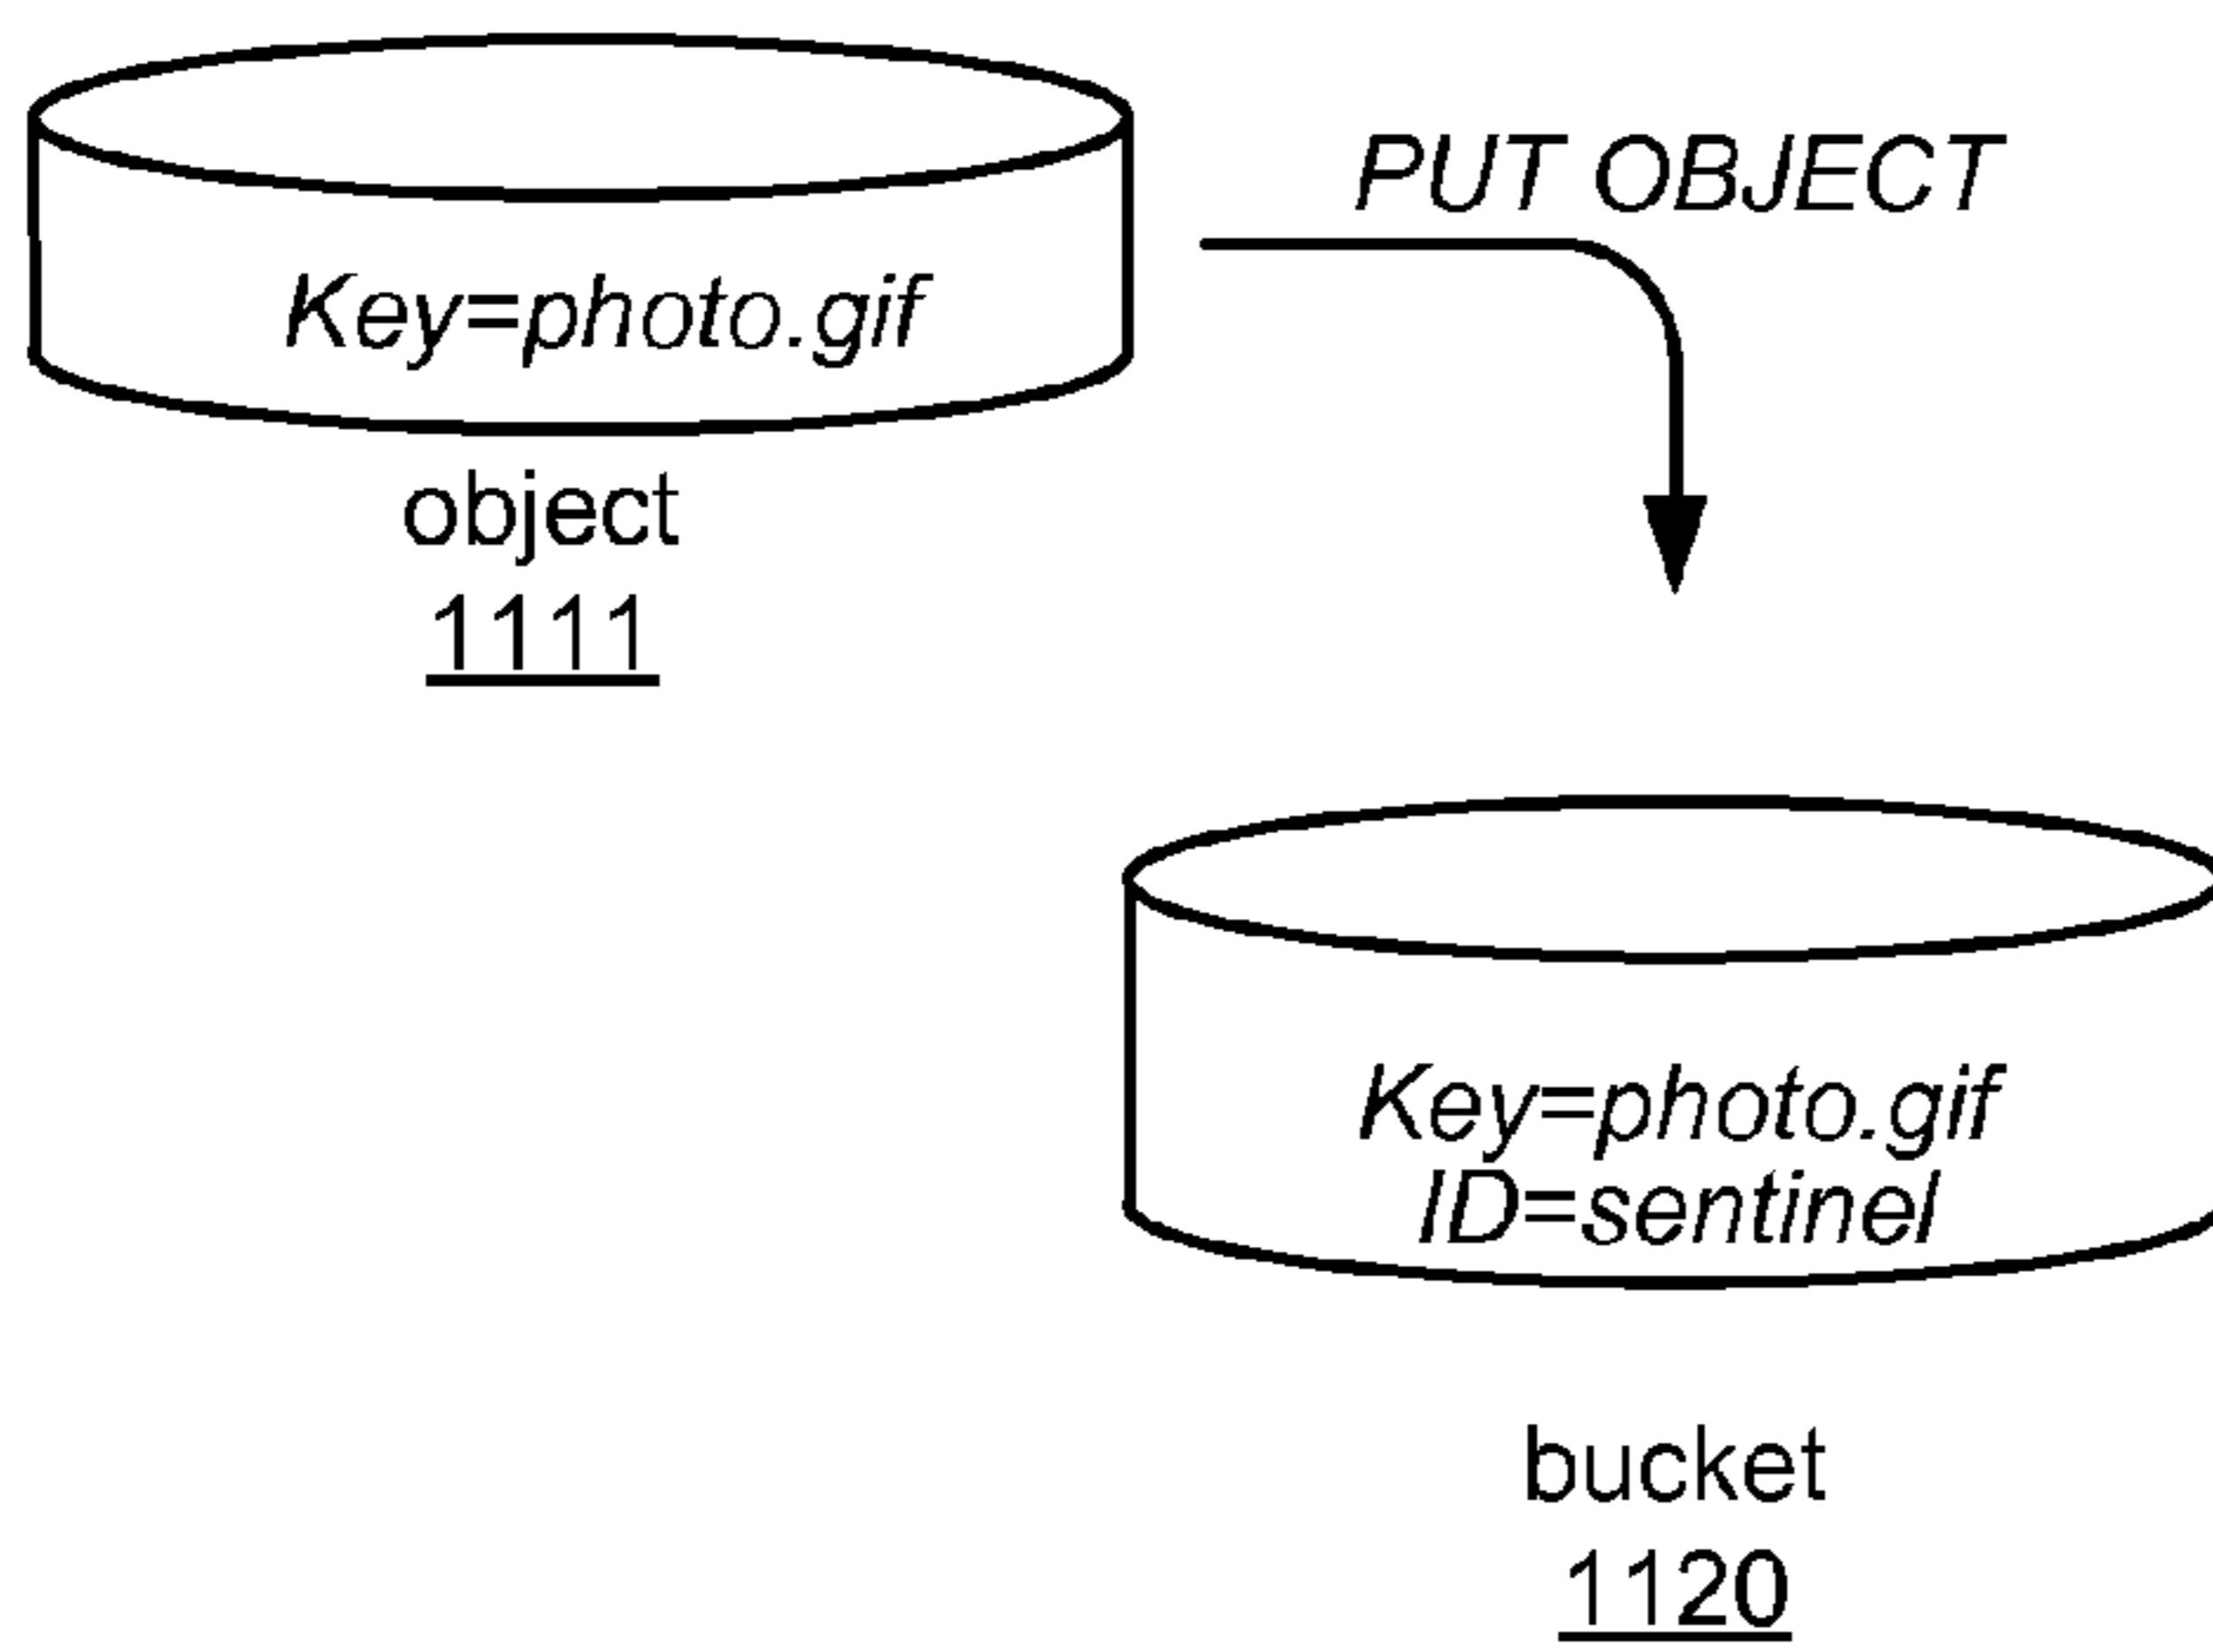 PUT OBJECT
Key=photo.gif
object
1111
Key=photo.gif
ID=sentinel
bucket
1120